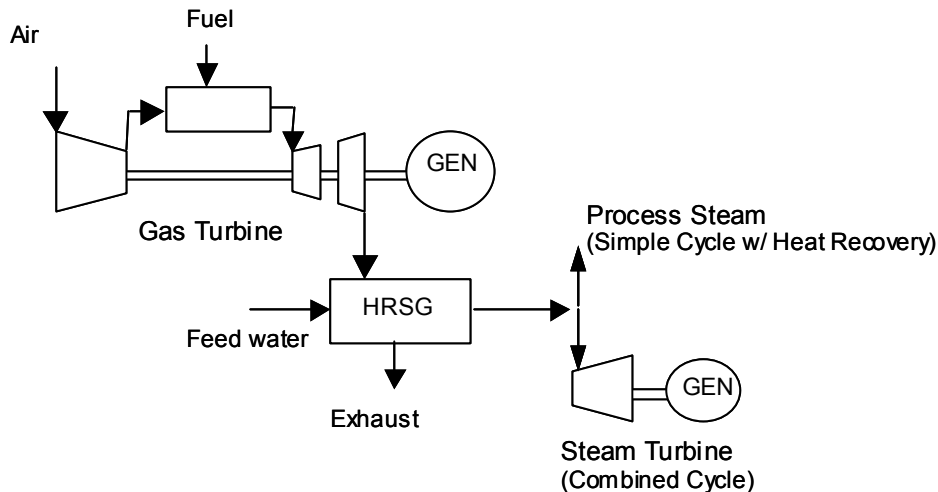 Fuel
Air
GEN
Gas Turbine
Process Steam
(Simple Cycle w/ Heat Recovery)
HRSG
Feed water
GEN
Exhaust
Steam Turbine
(Combined Cycle)